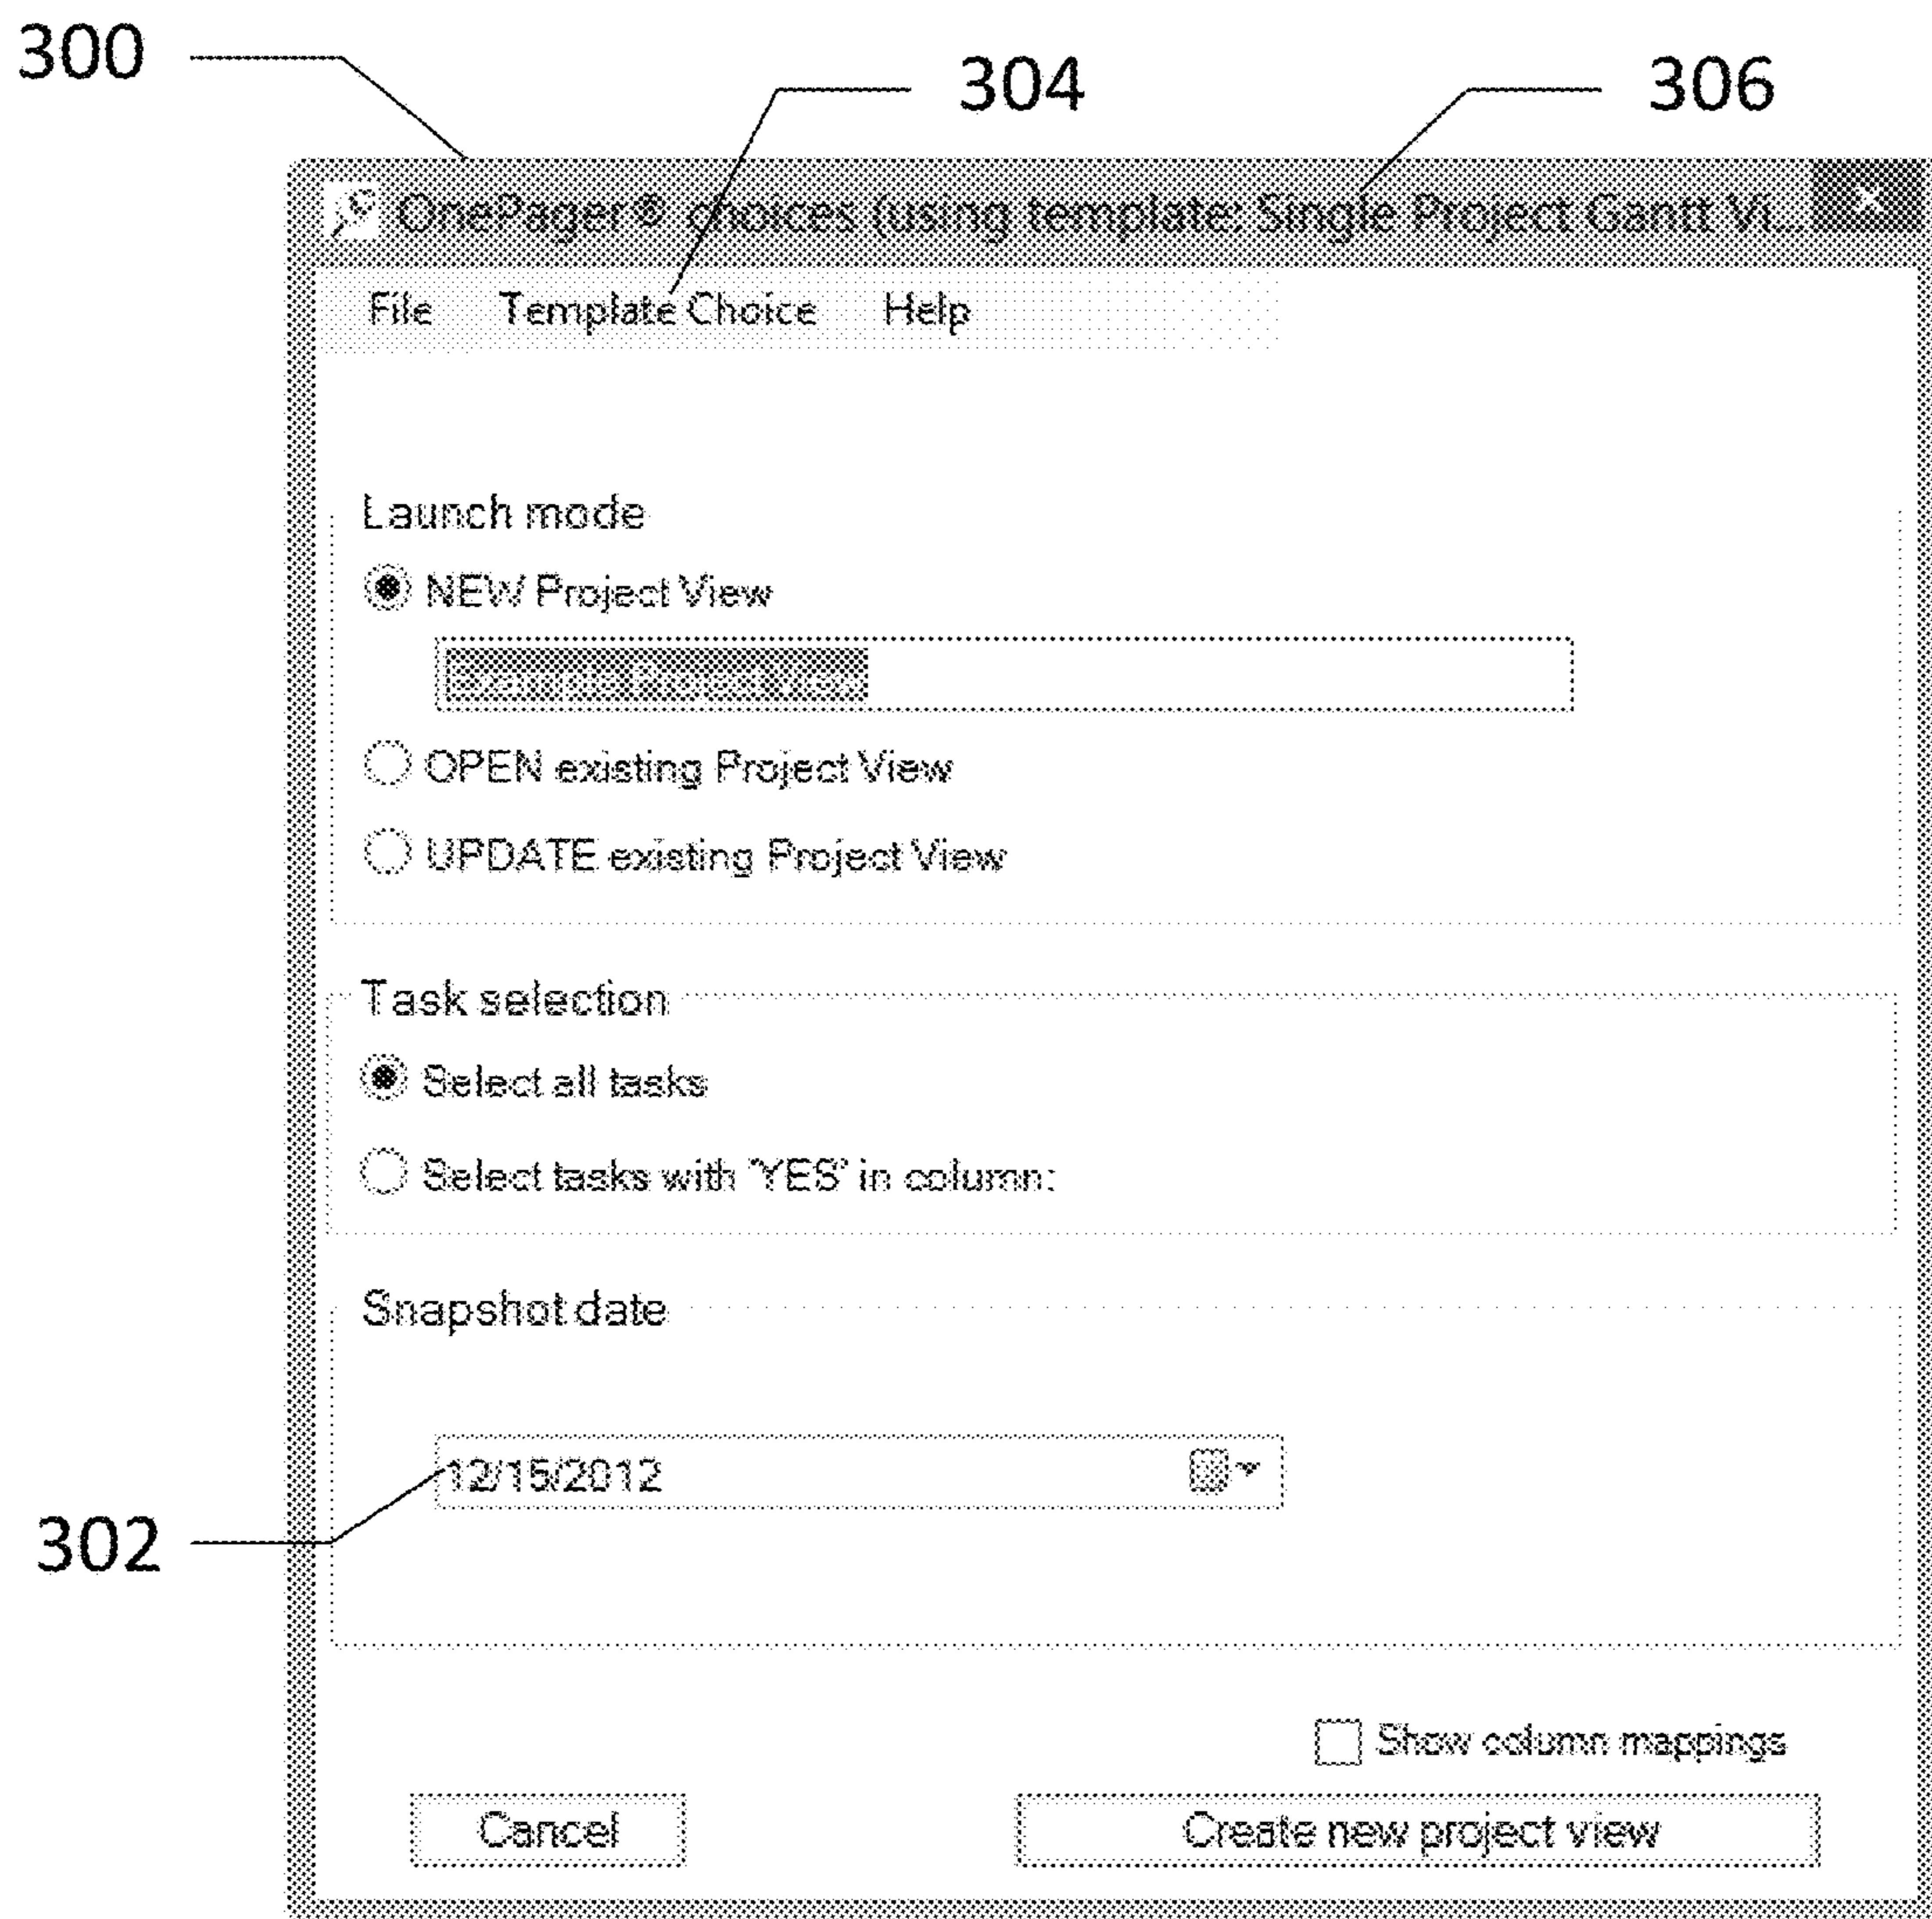 300
304
306
OnePager® choices (using template: Single Project Gantt Vi...
File Template Choice Help
Launch mode
NEW Project View
OPEN existing Project View
UPDATE existing Project View
Task selection
Select all tasks
Select tasks with 'YES' in column:
Snapshot date
12/15/2012
302
Show column mappings
Cancel
Create new project view